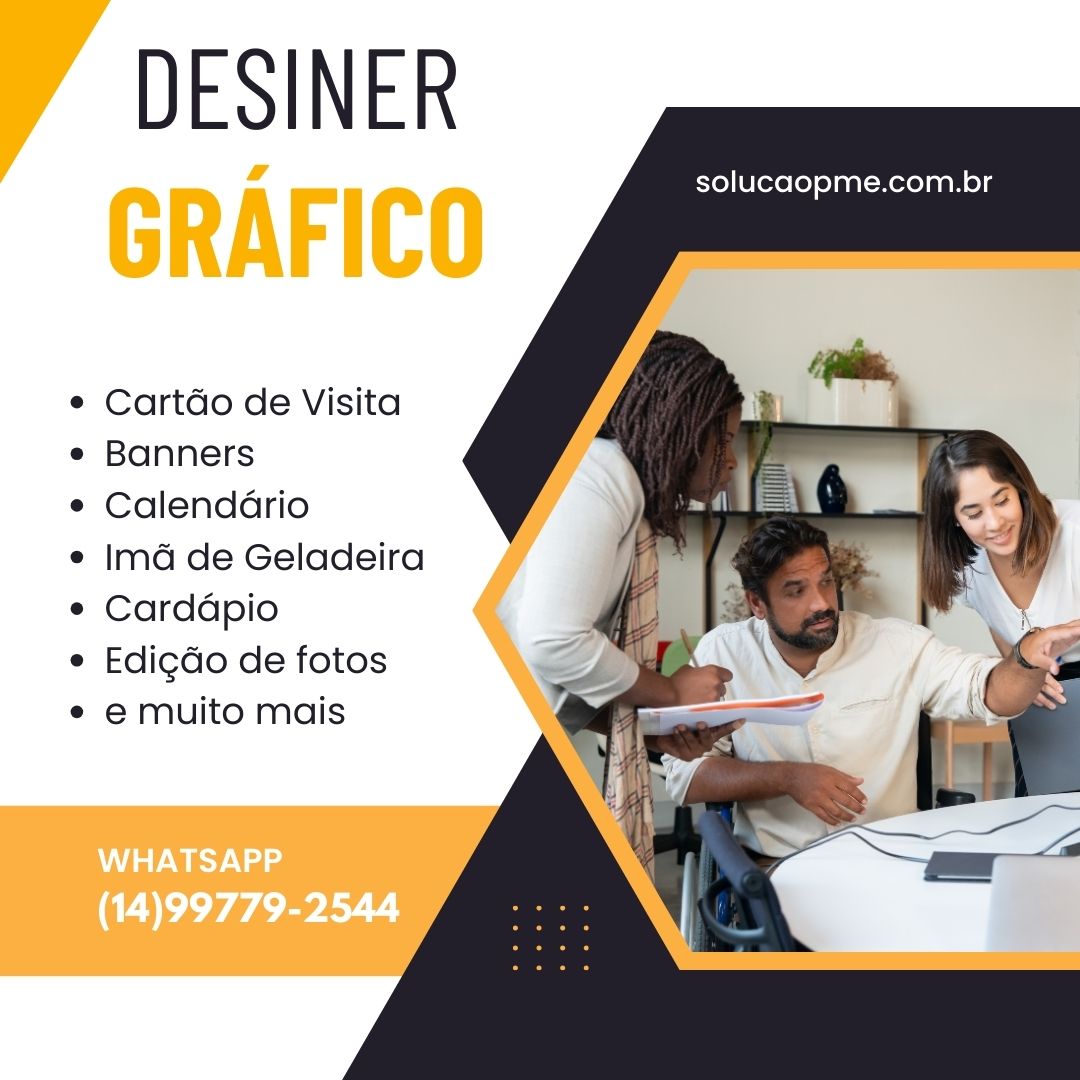 DESINER
GRÁFICO
solucaopme.com.br
• Cartão de Visita
• Banners
• Calendário
• Imã de Geladeira
• Cardápio
• Edição de fotos
• e muito mais
WHATSAPP
(14)99779-2544